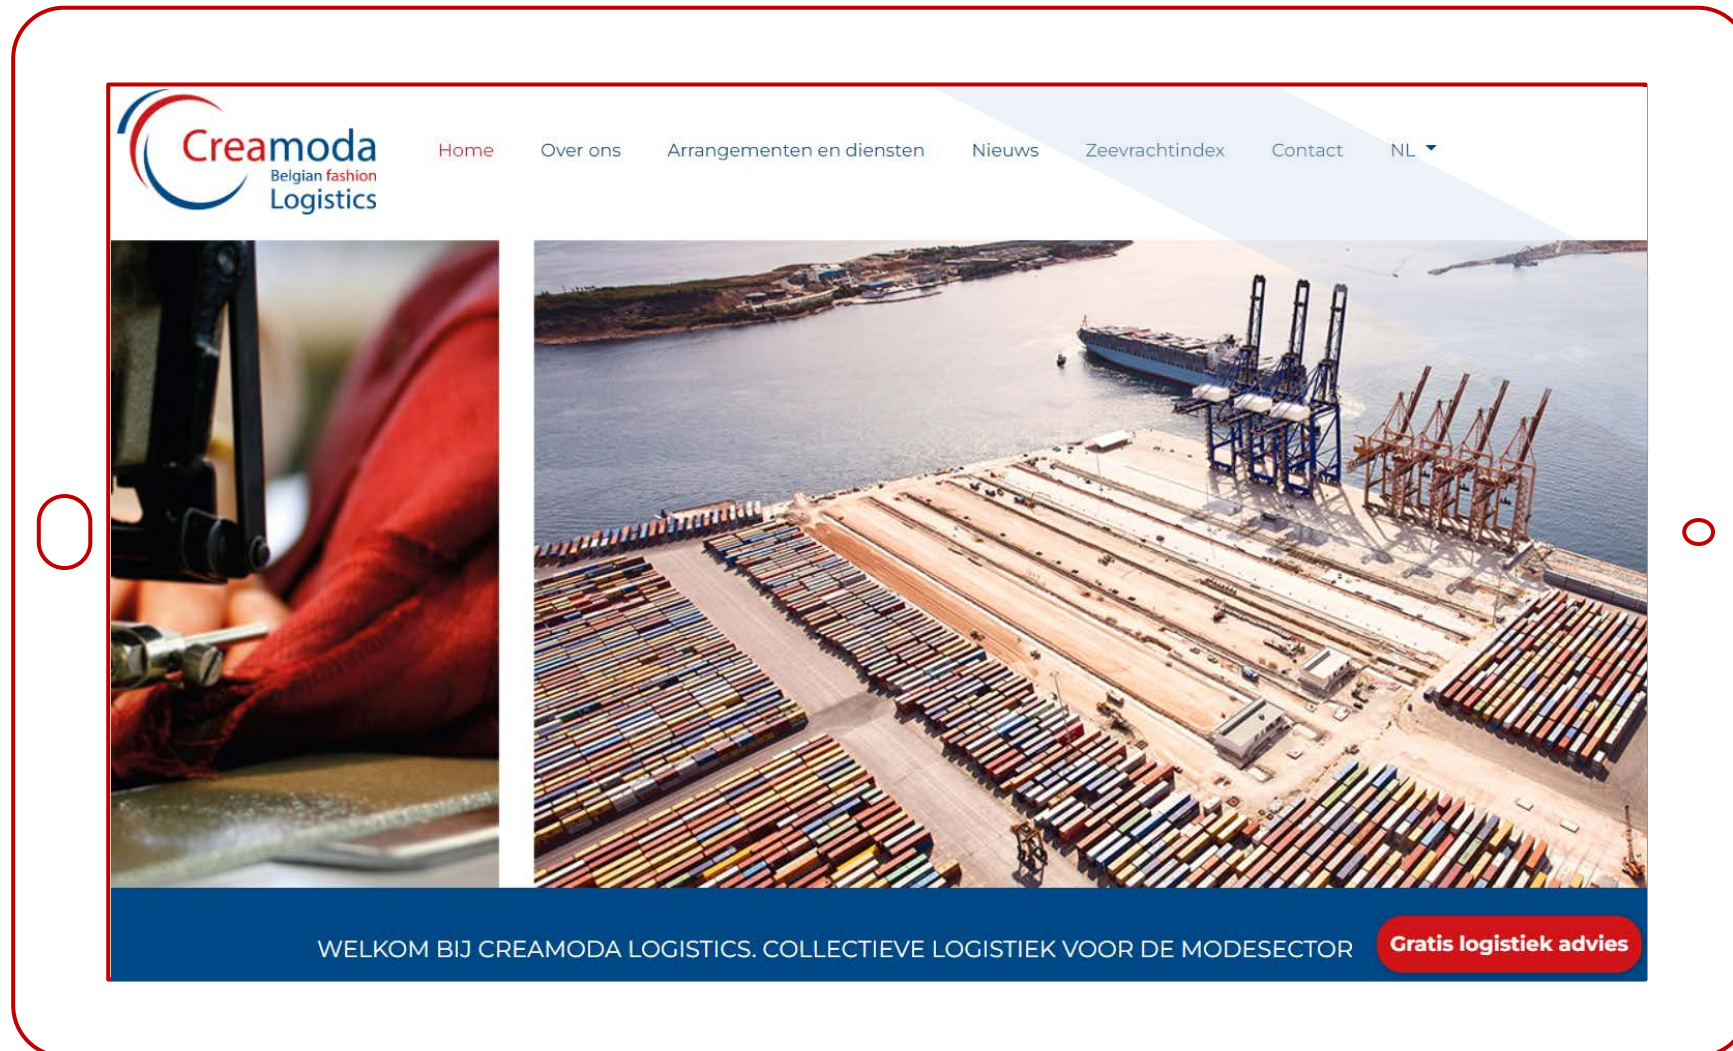 Creamoda
Belgian fashion
Logistics
Home Over ons Arrangementen en diensten Nieuws Zeevrachtindex Contact NL
WELKOM BIJ CREAMODA LOGISTICS. COLLECTIEVE LOGISTIEK VOOR DE MODESECTOR
Gratis logistiek advies